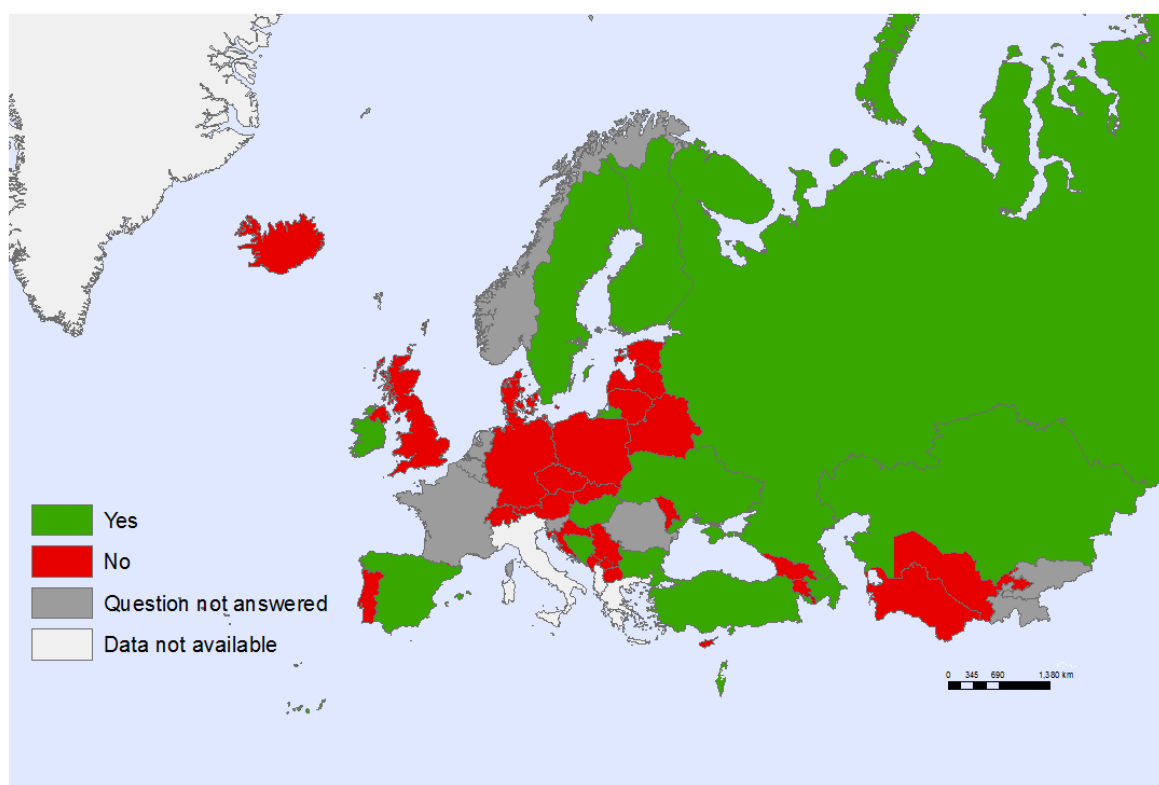 Yes
No
Question not answered
Data not available
0 345 690 1,380 km